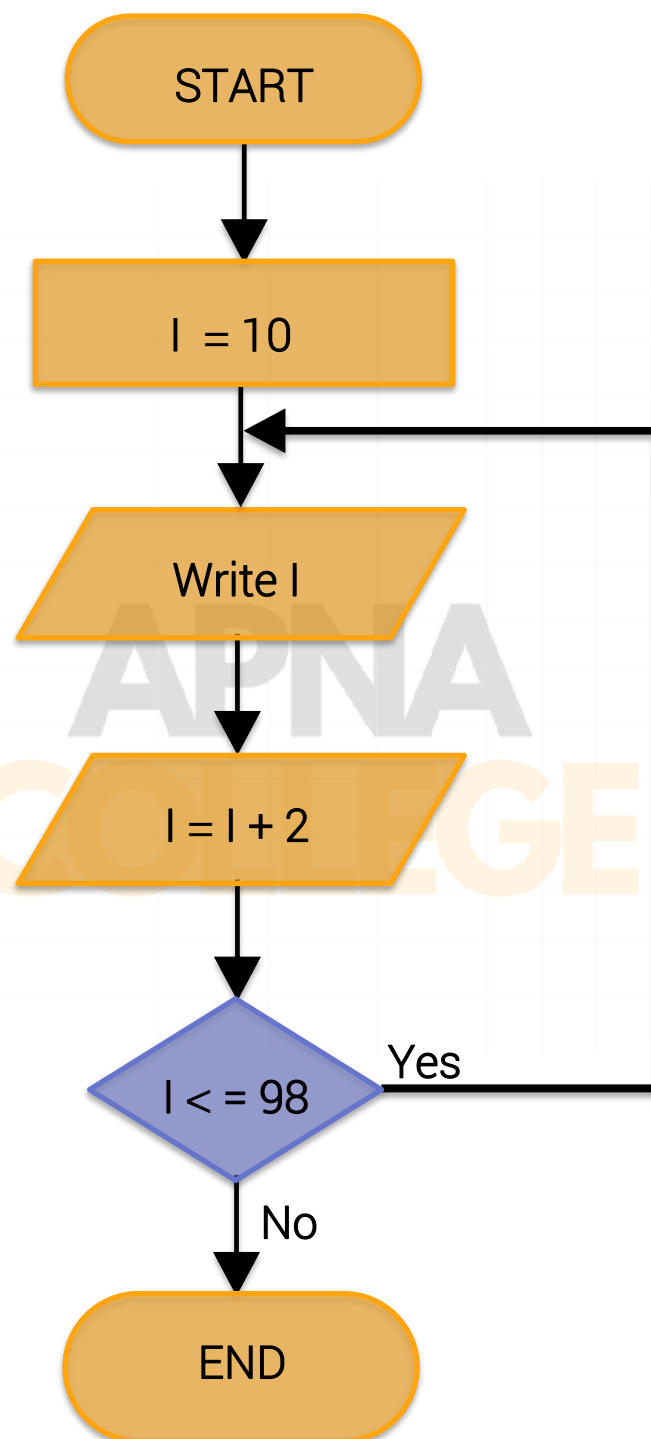 START
I = 10
Write I
APNA
I = I + 2
COLLEGE
I < = 98
Yes
No
END